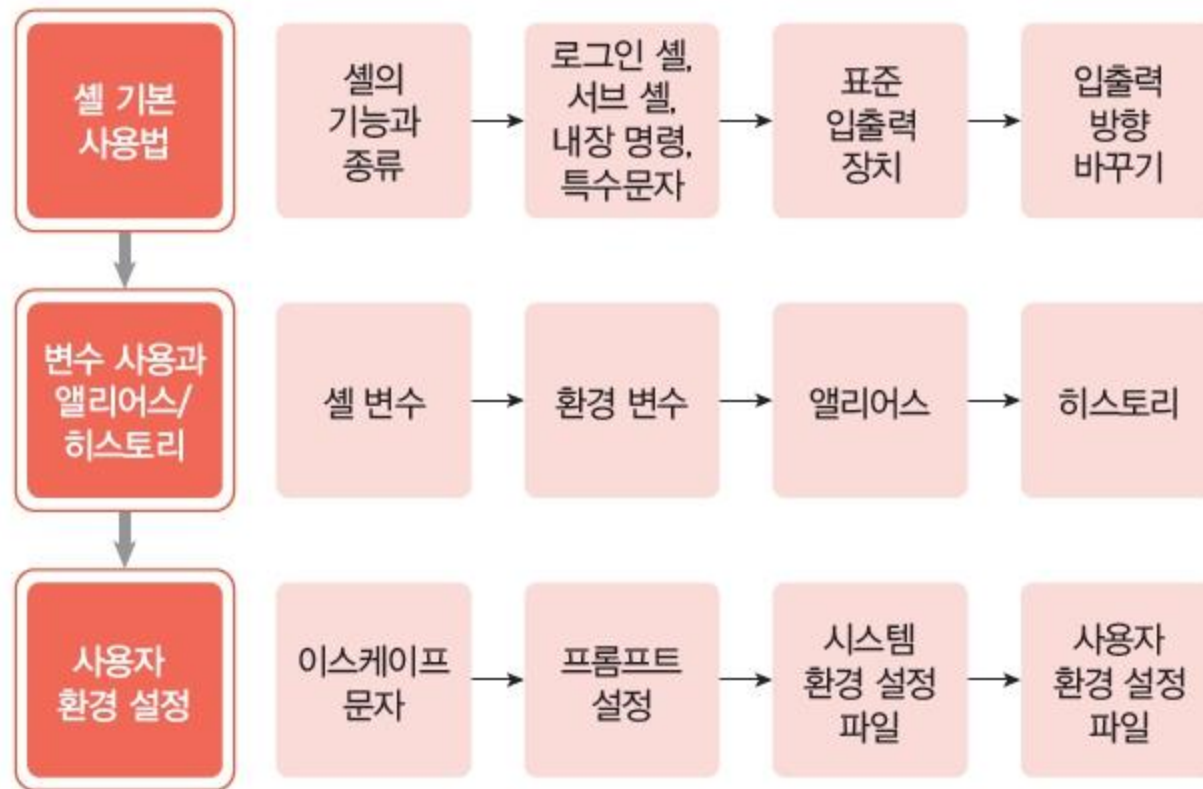 셸 기본
사용법
셸의
기능과
종류
로그인 셸,
서브 셸,
내장 명령,
특수문자
표준
입출력
장치
입출력
방향
바꾸기
변수 사용과
앨리어스/
히스토리
셸 변수
환경 변수
앨리어스
히스토리
사용자
환경 설정
이스케이프
문자
프롬프트
설정
시스템
환경 설정
파일
사용자
환경 설정
파일